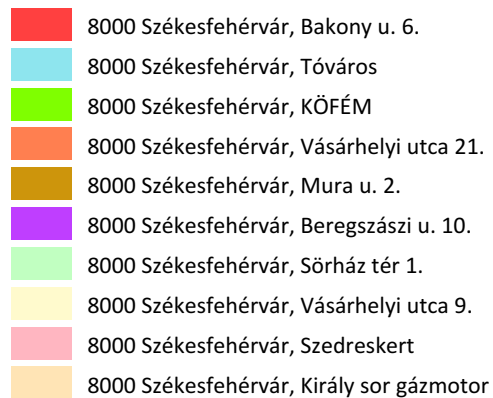 8000 Székesfehérvár, Bakony u. 6.
8000 Székesfehérvár, Tóváros
8000 Székesfehérvár, KÖFÉM
8000 Székesfehérvár, Vásárhelyi utca 21.
8000 Székesfehérvár, Mura u. 2.
8000 Székesfehérvár, Beregszászi u. 10.
8000 Székesfehérvár, Sörház tér 1.
8000 Székesfehérvár, Vásárhelyi utca 9.
8000 Székesfehérvár, Szedreskert
8000 Székesfehérvár, Király sor gázmotor